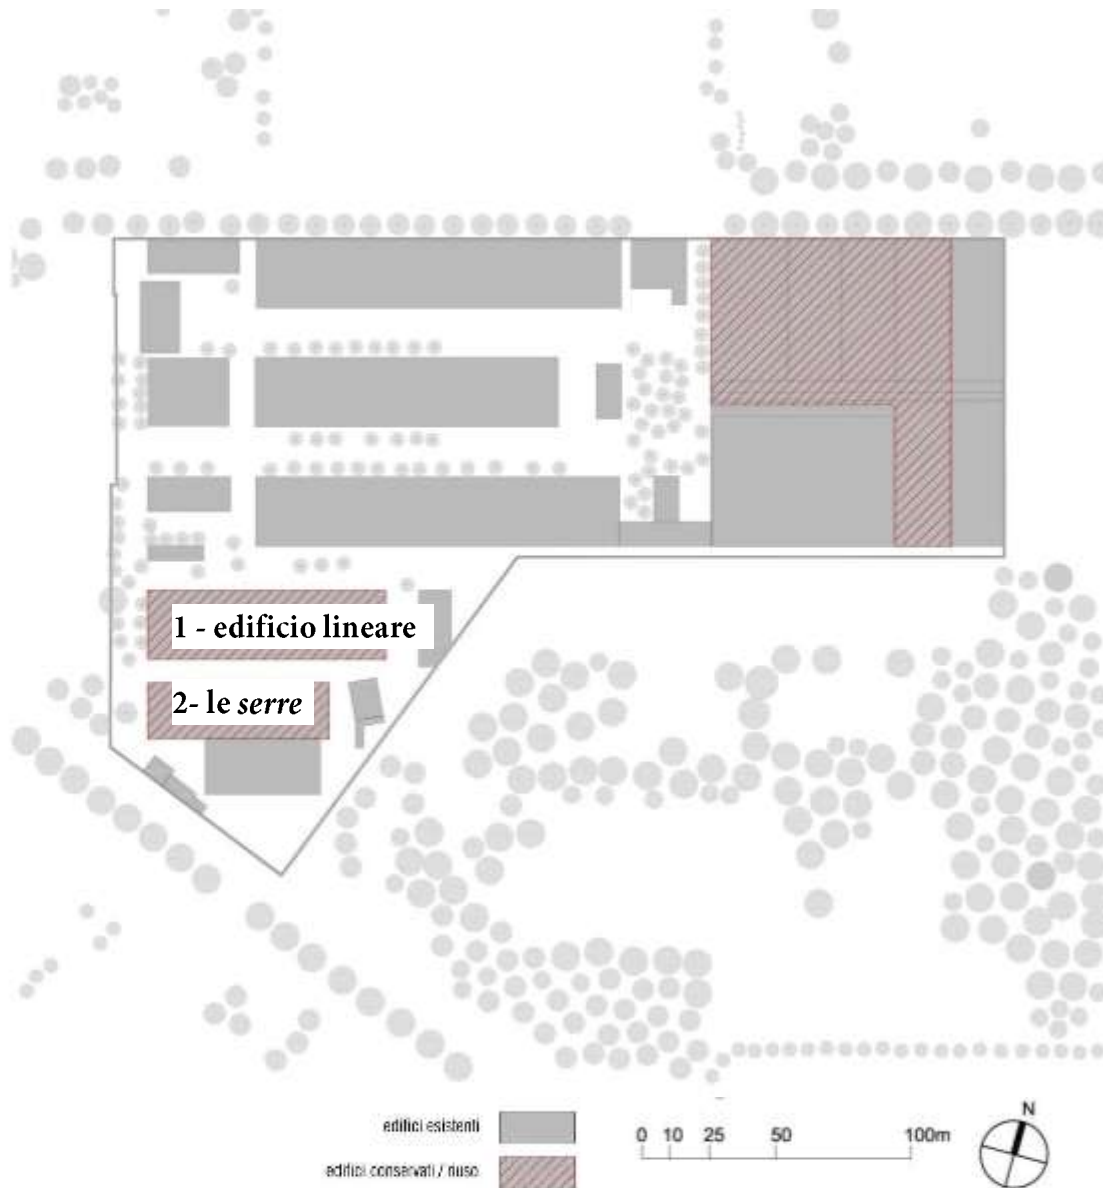 1 - edificio lineare
2- le serre
edifici esistenti
edifici conservati / riuso
N
0 10 25 50 100m